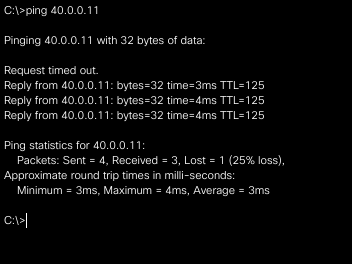 C:\>ping 40.0.0.11
Pinging 40.0.0.11 with 32 bytes of data:
Request timed out.
Reply from 40.0.0.11: bytes=32 time=3ms TTL=125
Reply from 40.0.0.11: bytes=32 time=4ms TTL=125
Reply from 40.0.0.11: bytes=32 time=4ms TTL=125
Ping statistics for 40.0.0.11:
    Packets: Sent = 4, Received = 3, Lost = 1 (25% loss),
Approximate round trip times in milli-seconds:
    Minimum = 3ms, Maximum = 4ms, Average = 3ms
C:\>